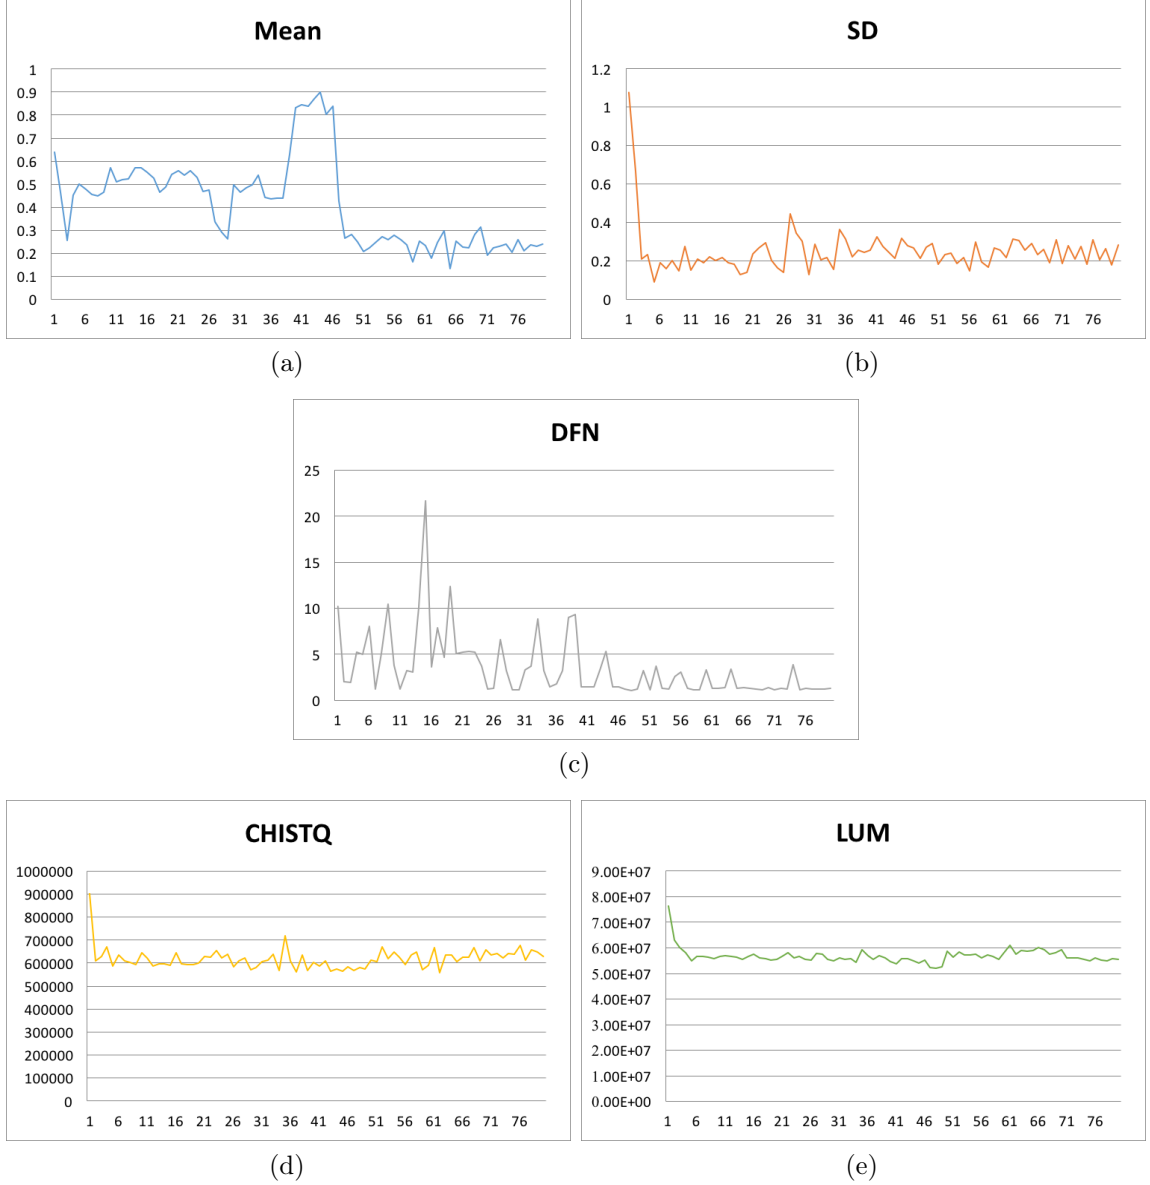 Mean
1
0.9
0.8
0.7
0.6
0.5
0.4
0.3
0.2
0.1
0
1 6 11 16 21 26 31 36 41 46 51 56 61 66 71 76
(a)
SD
1.2
1
0.8
0.6
0.4
0.2
0
1 6 11 16 21 26 31 36 41 46 51 56 61 66 71 76
(b)
DFN
25
20
15
10
5
0
1 6 11 16 21 26 31 36 41 46 51 56 61 66 71 76
(c)
CHISTQ
1000000
900000
800000
700000
600000
500000
400000
300000
200000
100000
0
1 6 11 16 21 26 31 36 41 46 51 56 61 66 71 76
(d)
LUM
9.00E+07
8.00E+07
7.00E+07
6.00E+07
5.00E+07
4.00E+07
3.00E+07
2.00E+07
1.00E+07
0.00E+00
1 6 11 16 21 26 31 36 41 46 51 56 61 66 71 76
(e)